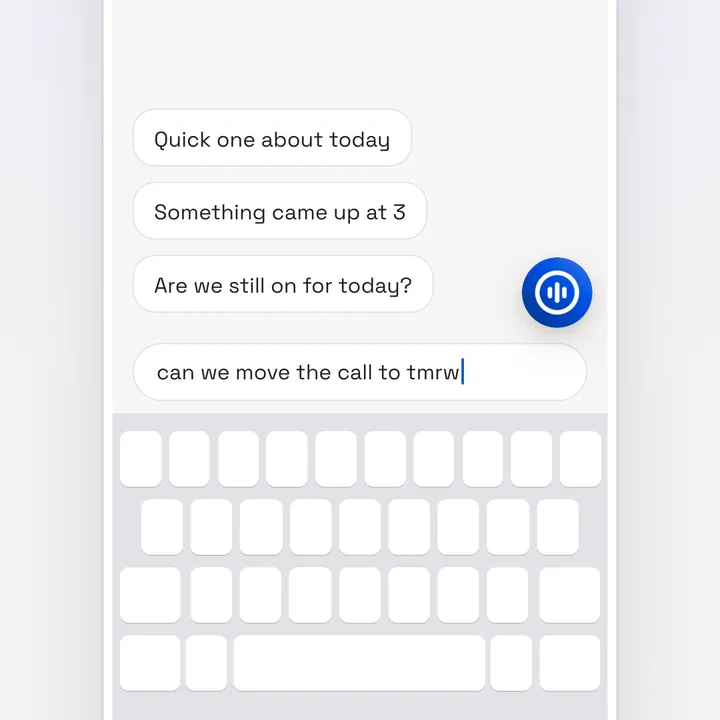 Quick one about today
Something came up at 3
Are we still on for today?
can we move the call to tmrw